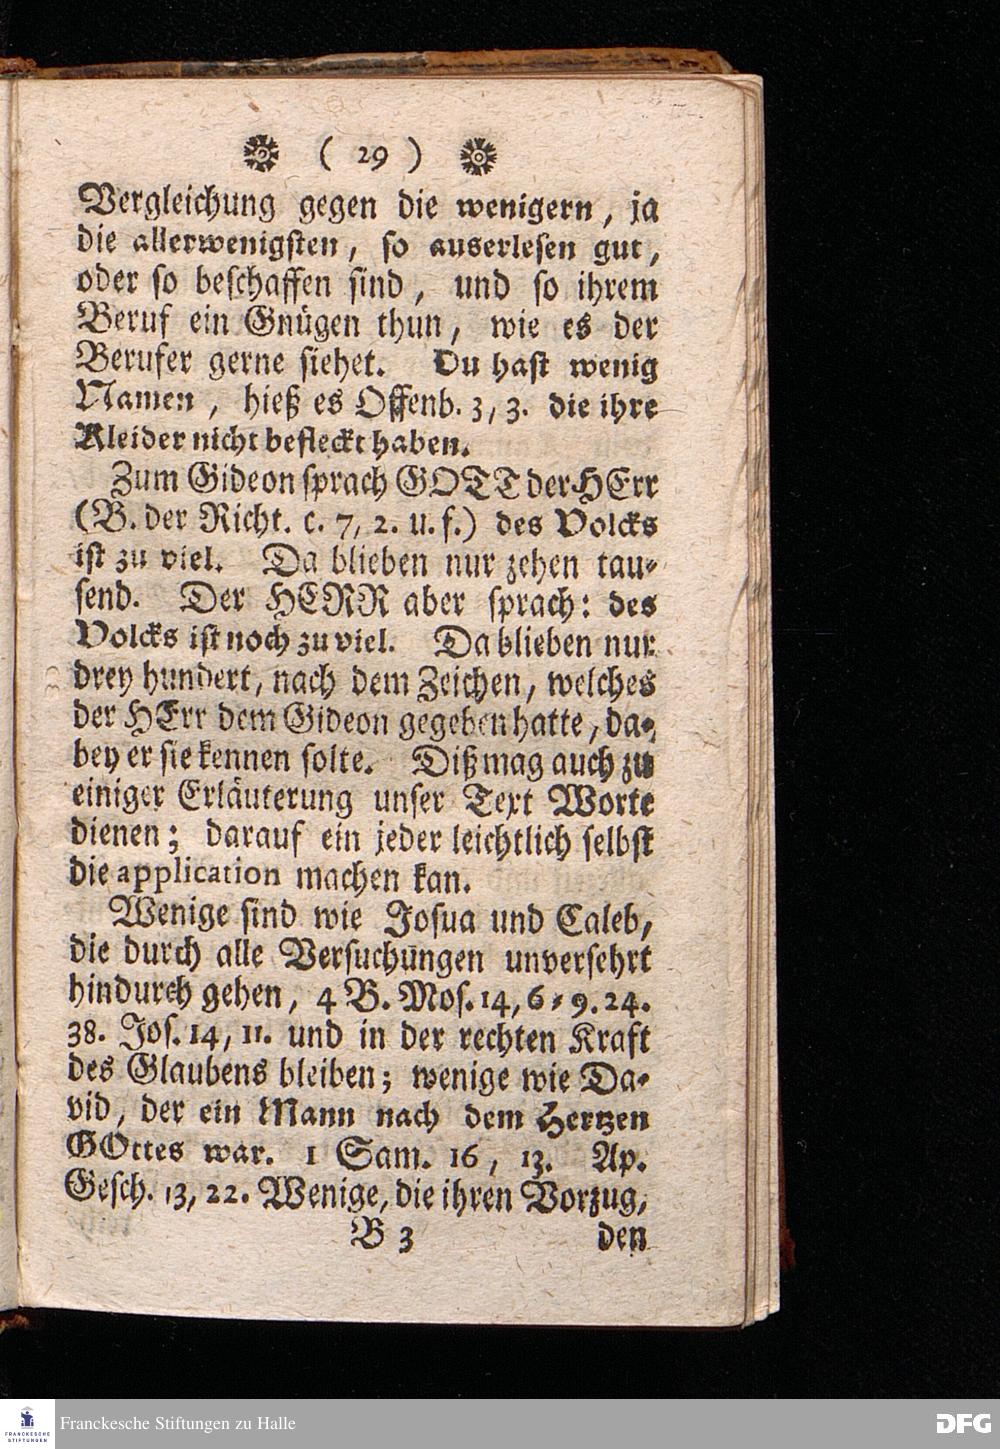 ( 29 )
Vergleichung gegen die wenigern, ja
die allerwenigsten, so auserlesen gut,
oder so beschaffen sind, und so ihrem
Beruf ein Gnügen thun, wie es der
Berufer gerne siehet. Du hast wenig
Namen, hieß es Offenb. 3, 3. die ihre
Kleider nicht befleckt haben.
Zum Gideon sprach GOTT der HErr
(B. der Richt. c. 7, 2. u. f.) des Volcks
ist zu viel. Da blieben nur zehen tau-
send. Der HERR aber sprach: des
Volcks ist noch zu viel. Da blieben nur
drey hundert, nach dem Zeichen, welches
der HErr dem Gideon gegeben hatte, da-
bey er sie kennen solte. Diß mag auch zu
einiger Erläuterung unser Text Worte
dienen; darauf ein jeder leichtlich selbst
die application machen kan.
Wenige sind wie Josua und Caleb,
die durch alle Versuchungen unversehrt
hindurch gehen, 4 B. Mos. 14, 6-9. 24.
38. Jos. 14, 11. und in der rechten Kraft
des Glaubens bleiben; wenige wie Da-
vid, der ein Mann nach dem Hertzen
GOttes war. 1 Sam. 16, 13. Ap.
Gesch. 13, 22. Wenige, die ihren Vorzug,
B 3 den
FRANCKESCHE STIFTUNGEN
Franckesche Stiftungen zu Halle
DFG